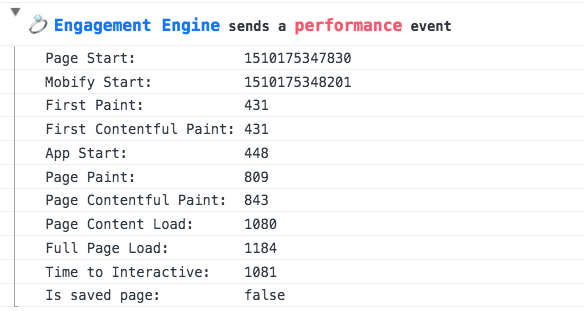 Engagement Engine sends a performance event
Page Start: 1510175347830
Mobify Start: 1510175348201
First Paint: 431
First Contentful Paint: 431
App Start: 448
Page Paint: 809
Page Contentful Paint: 843
Page Content Load: 1080
Full Page Load: 1184
Time to Interactive: 1081
Is saved page: false